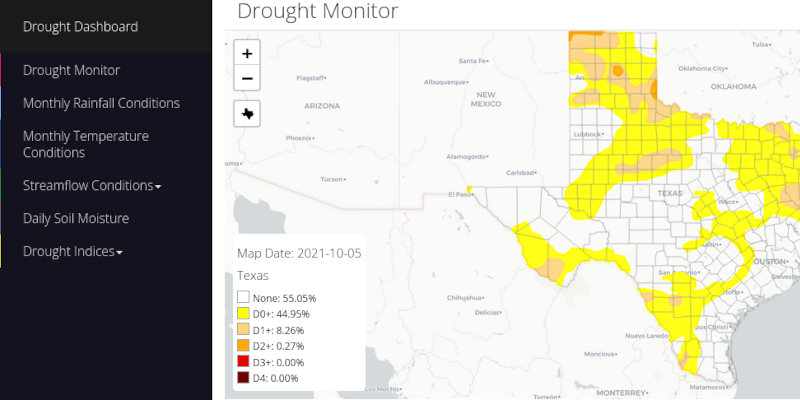 Drought Dashboard
Drought Monitor
Monthly Rainfall Conditions
Monthly Temperature
Conditions
Streamflow Conditions
Daily Soil Moisture
Drought Indices
Drought Monitor
+
−
Tulsa
Santa Fe
Oklahoma City
Flagstaff
Albuquerque
OKLAHOMA
NEW
MEXICO
ARIZONA
Lubbock
Phoenix
Alamogordo
Carlsbad
Tucson
El Paso
TEXAS
Waco
Map Date: 2021-10-05
Texas
None: 55.05%
D0+: 44.95%
D1+: 8.26%
D2+: 0.27%
D3+: 0.00%
D4: 0.00%
Chihuahua
Delicias
Nuevo Laredo
Monclova
Los Mochis
Torreón
MONTERREY
Matamoros